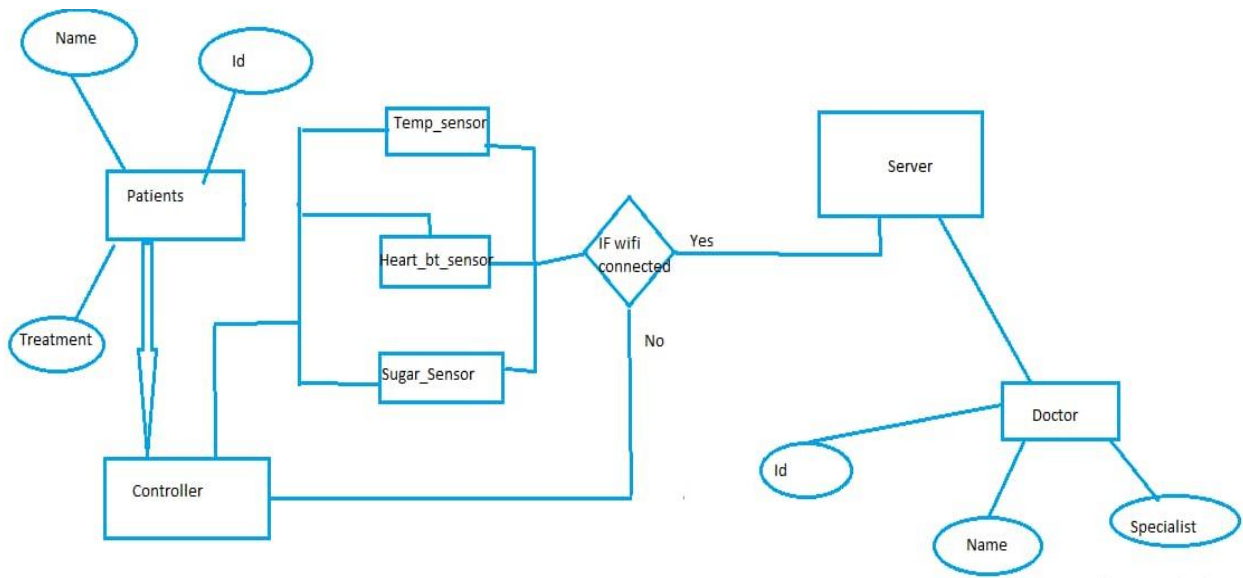 Name
Id
Patients
Treatment
Controller
Temp_sensor
Heart_bt_sensor
Sugar_Sensor
IF wifi
connected
Yes
No
Server
Doctor
Id
Name
Specialist